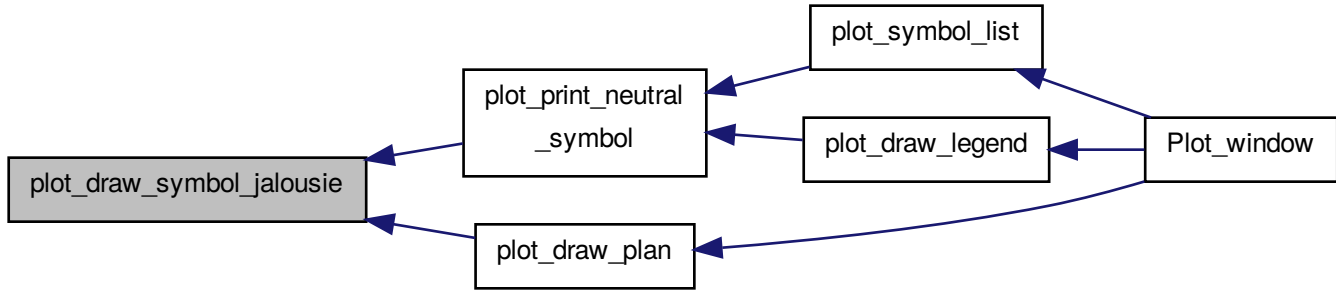 plot_symbol_list
plot_print_neutral
_symbol
plot_draw_legend
Plot_window
plot_draw_symbol_jalousie
plot_draw_plan